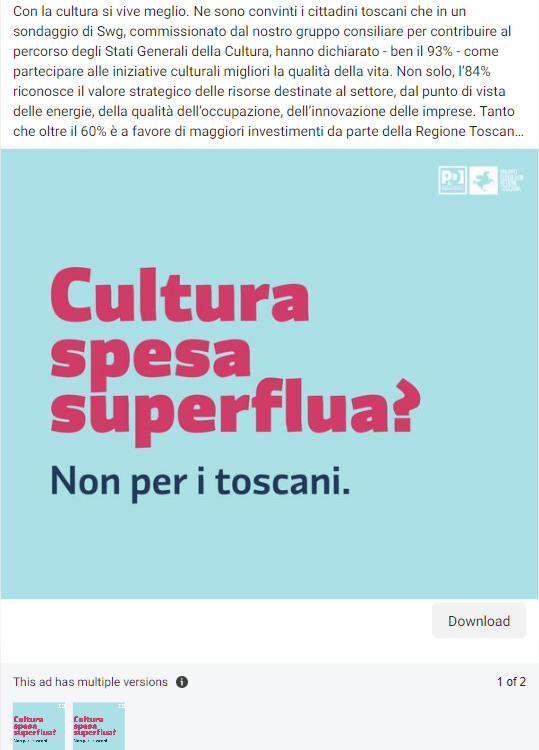 Con la cultura si vive meglio. Ne sono convinti i cittadini toscani che in un
sondaggio di Swg, commissionato dal nostro gruppo consiliare per contribuire al
percorso degli Stati Generali della Cultura, hanno dichiarato - ben il 93% - come
partecipare alle iniziative culturali migliori la qualità della vita. Non solo, l'84%
riconosce il valore strategico delle risorse destinate al settore, dal punto di vista
delle energie, della qualità dell'occupazione, dell'innovazione delle imprese. Tanto
che oltre il 60% è a favore di maggiori investimenti da parte della Regione Toscan...
PD
Cultura
spesa
superflua?
Non per i toscani.
Download
This ad has multiple versions
1 of 2
Cultura
spesa
superflua?
Non per i toscani.
Cultura
spesa
superflua?
Non per i toscani.